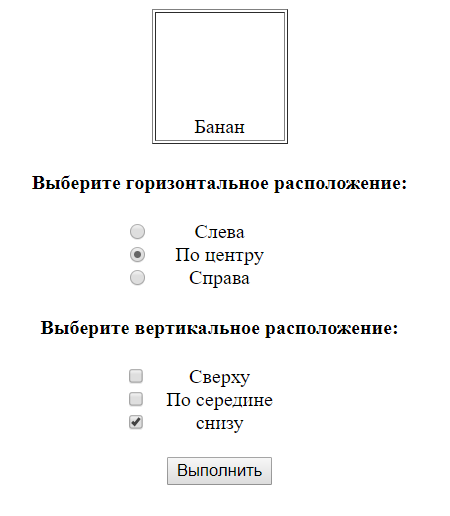 Банан
Выберите горизонтальное расположение:
Слева
По центру
Справа
Выберите вертикальное расположение:
Сверху
По середине
снизу
Выполнить